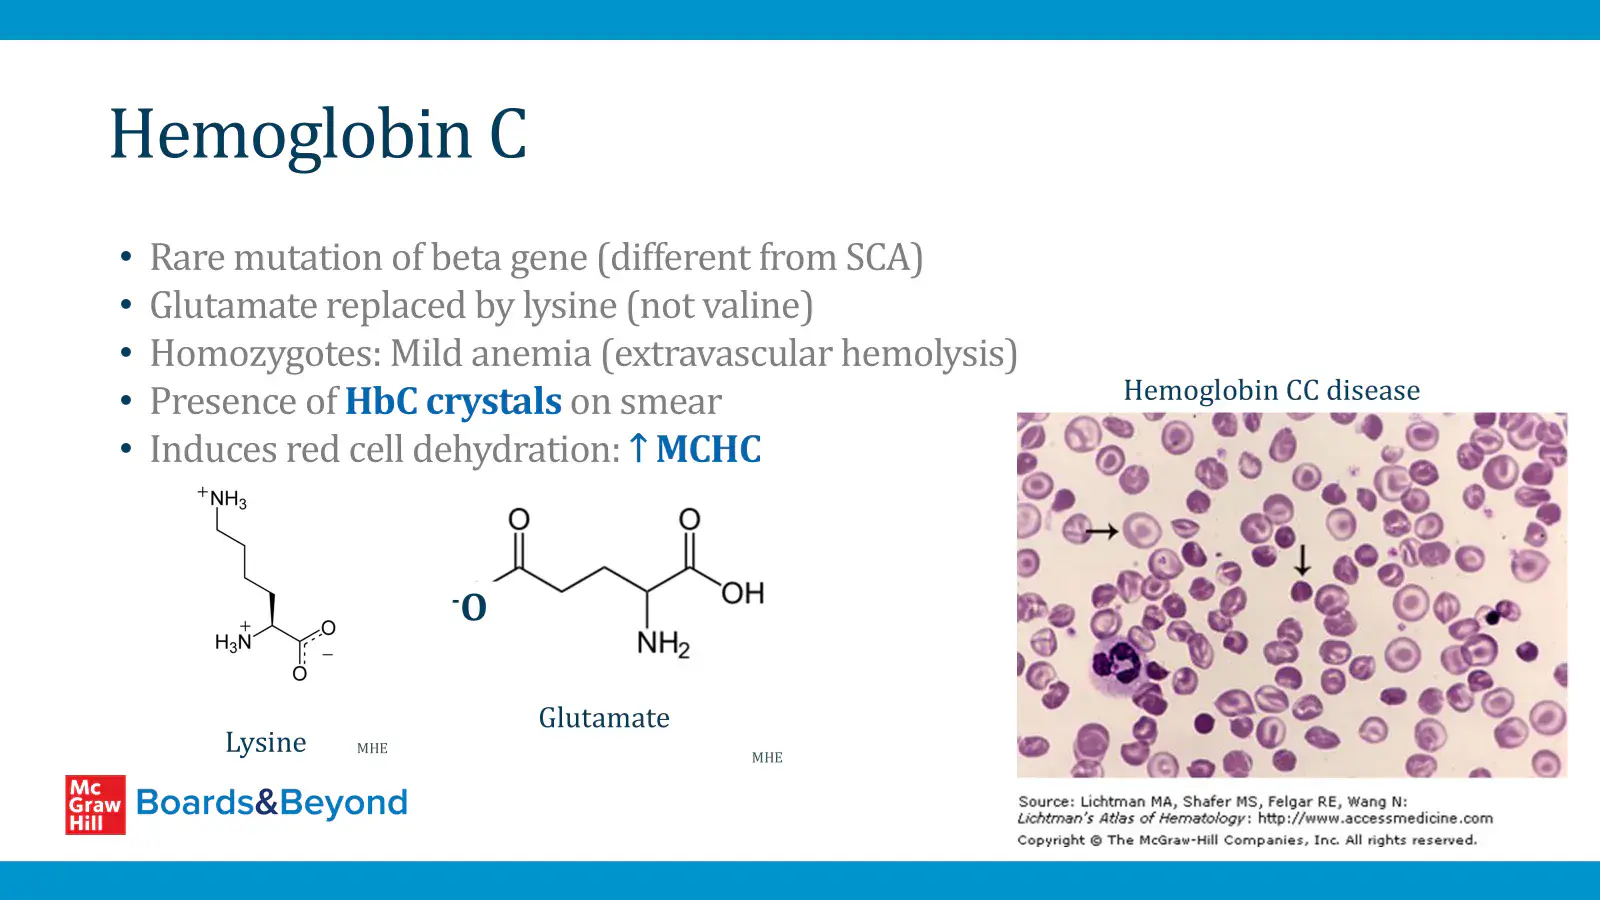 Hemoglobin C
• Rare mutation of beta gene (different from SCA)
• Glutamate replaced by lysine (not valine)
• Homozygotes: Mild anemia (extravascular hemolysis)
• Presence of HbC crystals on smear
• Induces red cell dehydration: ↑MCHC
Hemoglobin CC disease
+NH3
H3N+
O
O
−
Lysine
MHE
O
O
-O
OH
NH2
Glutamate
MHE
Mc
Graw
Hill
Boards&Beyond
Source: Lichtman MA, Shafer MS, Felgar RE, Wang N:
Lichtman's Atlas of Hematology: http://www.accessmedicine.com
Copyright © The McGraw-Hill Companies, Inc. All rights reserved.